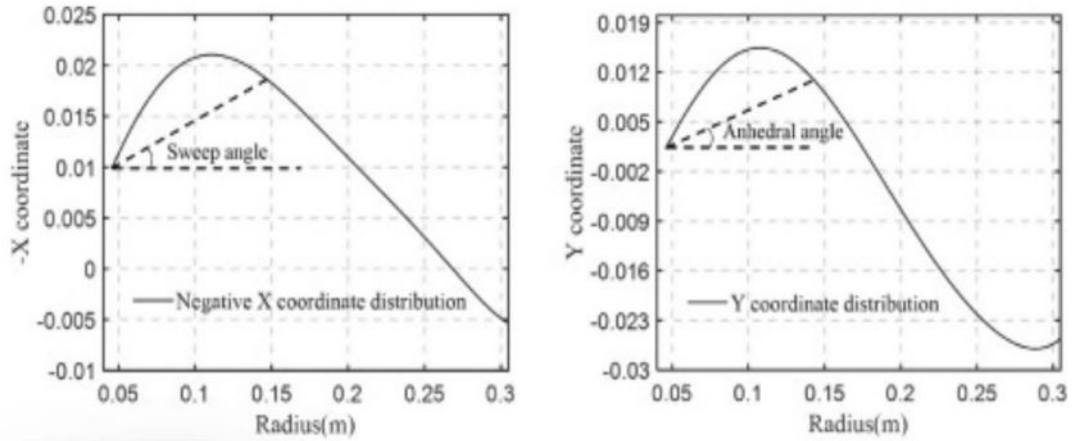 0.025
0.02
0.015
0.01
0.005
0
-0.005
-0.01
-X coordinate
Sweep angle
Negative X coordinate distribution
0.05 0.1 0.15 0.2 0.25 0.3
Radius(m)
0.019
0.012
0.005
-0.002
-0.009
-0.016
-0.023
-0.03
Y coordinate
Anhedral angle
Y coordinate distribution
0.05 0.1 0.15 0.2 0.25 0.3
Radius(m)